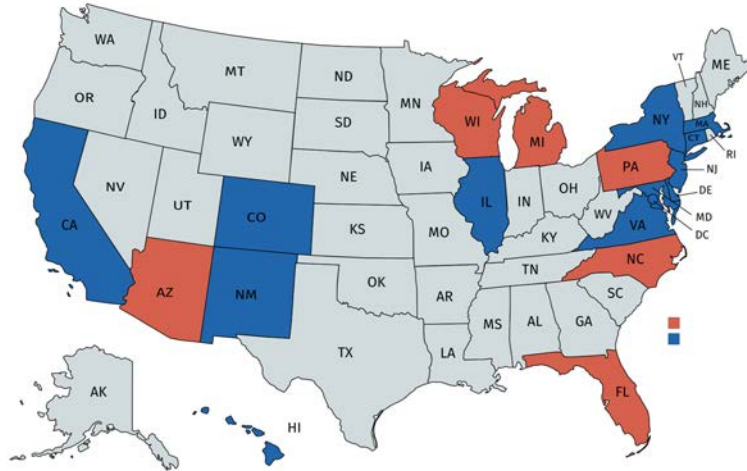 WA
MT
ND
MN
VT
ME
OR
ID
SD
WI
MI
NY
NH
MA
CT
RI
WY
NV
UT
NE
IA
IL
IN
OH
PA
NJ
DE
MD
DC
CA
CO
KS
MO
KY
WV
VA
AZ
NM
OK
AR
TN
NC
SC
TX
LA
MS
AL
GA
FL
AK
HI